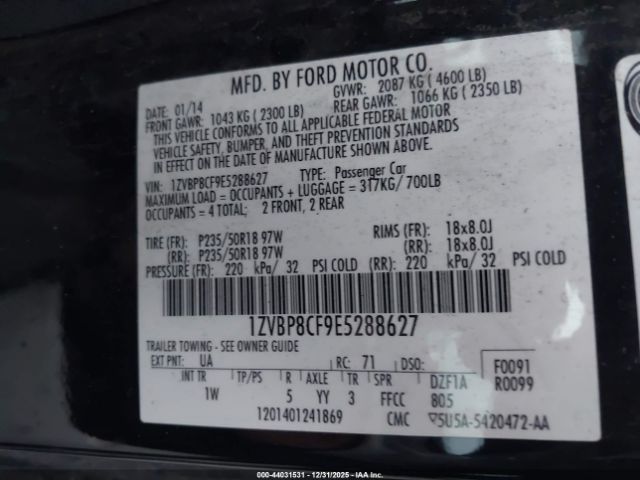 MFD. BY FORD MOTOR CO.
DATE: 01/14 GVWR: 2087 KG ( 4600 LB)
FRONT GAWR: 1043 KG ( 2300 LB) REAR GAWR: 1066 KG ( 2350 LB)
THIS VEHICLE CONFORMS TO ALL APPLICABLE FEDERAL MOTOR
VEHICLE SAFETY, BUMPER, AND THEFT PREVENTION STANDARDS
IN EFFECT ON THE DATE OF MANUFACTURE SHOWN ABOVE.
VIN: 1ZVBP8CF9E5288627 TYPE: Passenger Car
MAXIMUM LOAD = OCCUPANTS + LUGGAGE = 317KG/ 700LB
OCCUPANTS = 4 TOTAL; 2 FRONT, 2 REAR
TIRE (FR): P235/50R18 97W RIMS (FR): 18x8.0J
(RR): P235/50R18 97W (RR): 18x8.0J
PRESSURE (FR): 220 kPa/ 32 PSI COLD (RR): 220 kPa/ 32 PSI COLD
1ZVBP8CF9E5288627
TRAILER TOWING - SEE OWNER GUIDE
EXT PNT: UA RC: 71 DSO: F0091
INT TR TP/PS R AXLE TR SPR DZF1A R0099
1W 5 YY 3 FFCC 805
1201401241869 CMC ▽5U5A-5420472-AA
000-44031531 - 12/31/2025 - IAAI.CA